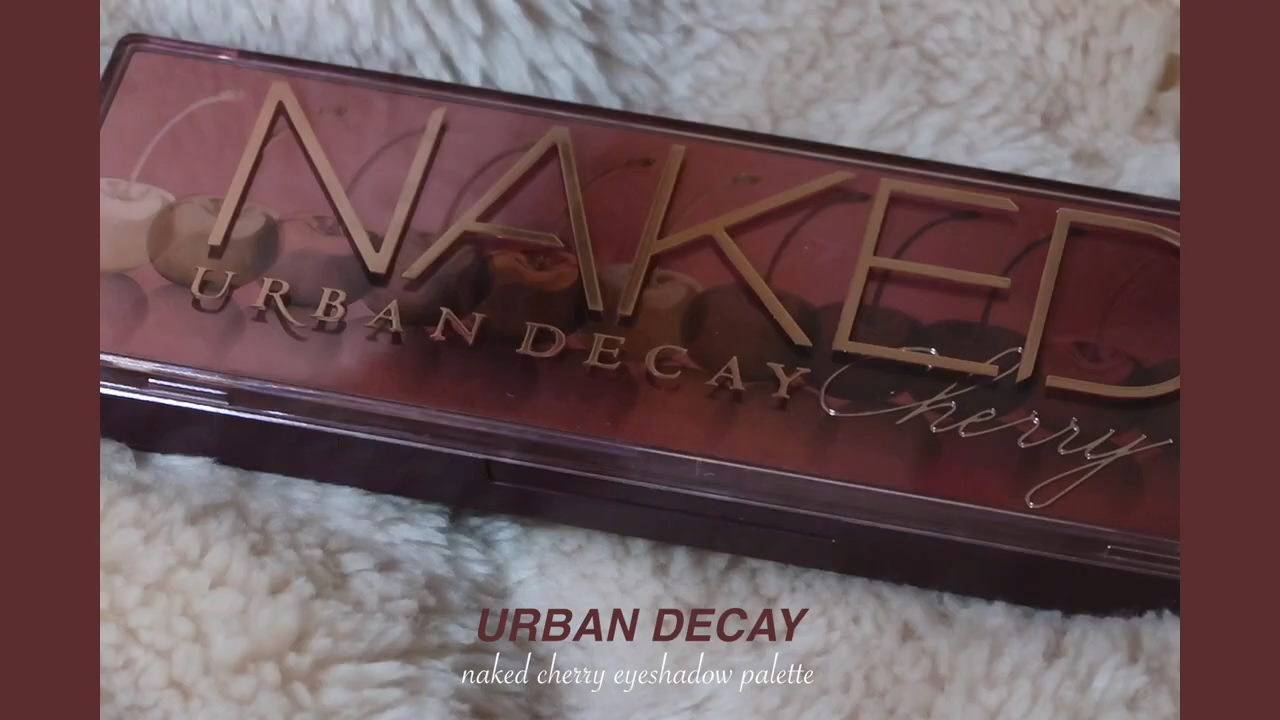 NAKED
URBAN DECAY
Cherry
URBAN DECAY
naked cherry eyeshadow palette